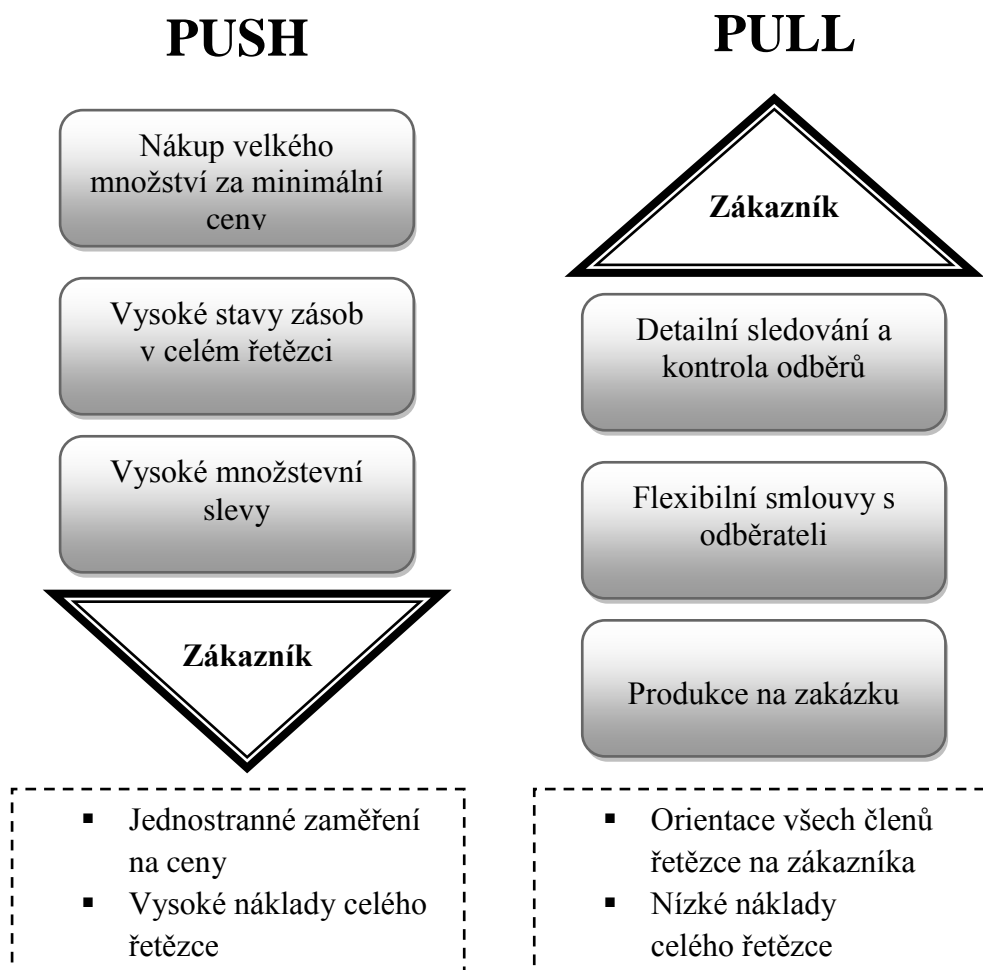 PUSH
Nákup velkého
množství za minimální
ceny
Vysoké stavy zásob
v celém řetězci
Vysoké množstevní
slevy
Zákazník
▪ Jednostranné zaměření
na ceny
▪ Vysoké náklady celého
řetězce
PULL
Zákazník
Detailní sledování a
kontrola odběrů
Flexibilní smlouvy s
odběrateli
Produkce na zakázku
▪ Orientace všech členů
řetězce na zákazníka
▪ Nízké náklady
celého řetězce